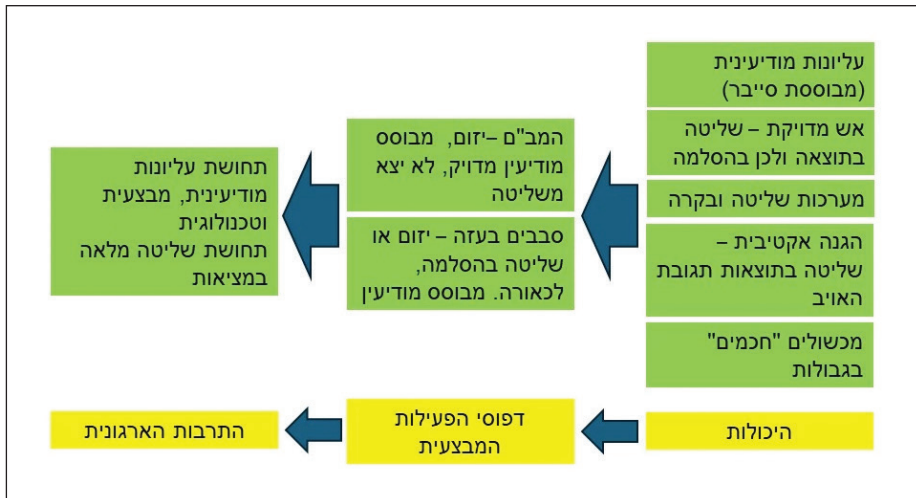 עליונות מודיעינית
(מבוססת סייבר)
אש מדויקת – שליטה
בתוצאה ולכן בהסלמה
מערכות שליטה ובקרה
הגנה אקטיבית –
שליטה בתוצאות תגובת
האויב
מכשולים "חכמים"
בגבולות
המב"ם –יזום, מבוסס
מודיעין מדויק, לא יצא
משליטה
סבבים בעזה – יזום או
שליטה בהסלמה,
לכאורה. מבוסס מודיעין
תחושת עליונות
מודיעינית, מבצעית
וטכנולוגית
תחושת שליטה מלאה
במציאות
היכולות
דפוסי הפעילות
המבצעית
התרבות הארגונית